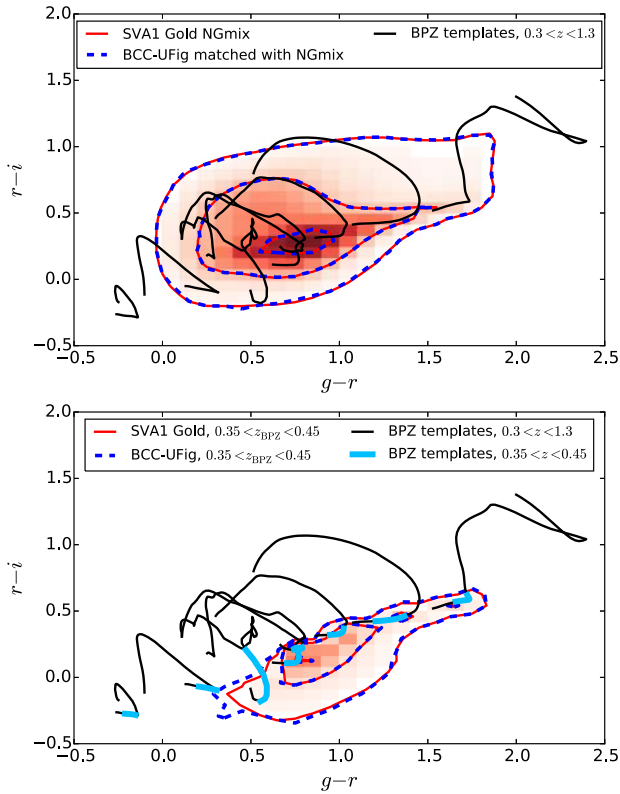 SVA1 Gold NGmix
BCC-UFig matched with NGmix
BPZ templates, 0.3<z<1.3
2.0
1.5
1.0
0.5
0.0
−0.5
r−i
−0.5 0.0 0.5 1.0 1.5 2.0 2.5
g−r
SVA1 Gold, 0.35<z_BPZ<0.45
BCC-UFig, 0.35<z_BPZ<0.45
BPZ templates, 0.3<z<1.3
BPZ templates, 0.35<z<0.45
2.0
1.5
1.0
0.5
0.0
−0.5
r−i
−0.5 0.0 0.5 1.0 1.5 2.0 2.5
g−r